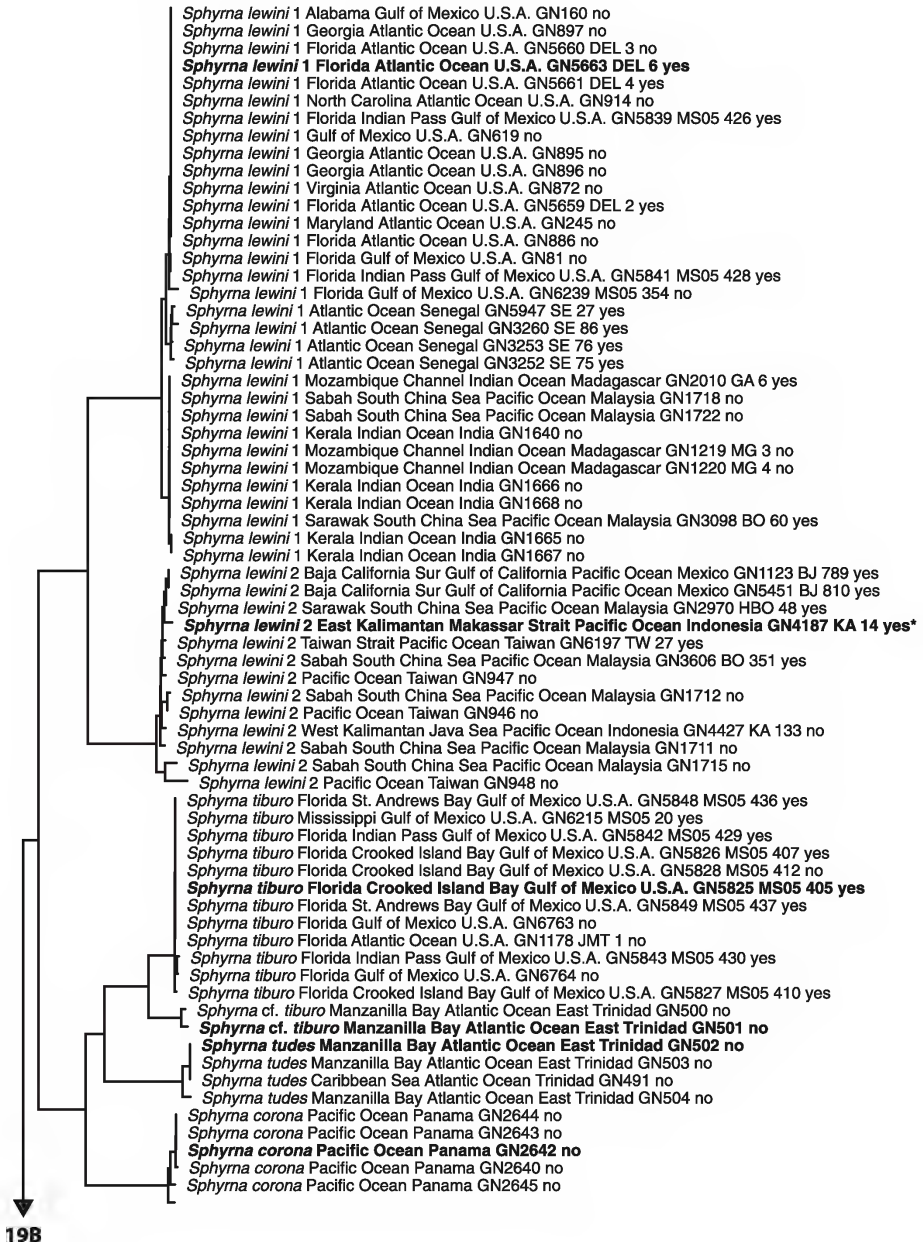 Sphyrna lewini 1 Alabama Gulf of Mexico U.S.A. GN160 no
Sphyrna lewini 1 Georgia Atlantic Ocean U.S.A. GN897 no
Sphyrna lewini 1 Florida Atlantic Ocean U.S.A. GN5660 DEL 3 no
Sphyrna lewini 1 Florida Atlantic Ocean U.S.A. GN5663 DEL 6 yes
Sphyrna lewini 1 Florida Atlantic Ocean U.S.A. GN5661 DEL 4 yes
Sphyrna lewini 1 North Carolina Atlantic Ocean U.S.A. GN914 no
Sphyrna lewini 1 Florida Indian Pass Gulf of Mexico U.S.A. GN5839 MS05 426 yes
Sphyrna lewini 1 Gulf of Mexico U.S.A. GN619 no
Sphyrna lewini 1 Georgia Atlantic Ocean U.S.A. GN895 no
Sphyrna lewini 1 Georgia Atlantic Ocean U.S.A. GN896 no
Sphyrna lewini 1 Virginia Atlantic Ocean U.S.A. GN872 no
Sphyrna lewini 1 Florida Atlantic Ocean U.S.A. GN5659 DEL 2 yes
Sphyrna lewini 1 Maryland Atlantic Ocean U.S.A. GN245 no
Sphyrna lewini 1 Florida Atlantic Ocean U.S.A. GN886 no
Sphyrna lewini 1 Florida Gulf of Mexico U.S.A. GN81 no
Sphyrna lewini 1 Florida Indian Pass Gulf of Mexico U.S.A. GN5841 MS05 428 yes
Sphyrna lewini 1 Florida Gulf of Mexico U.S.A. GN6239 MS05 354 no
Sphyrna lewini 1 Atlantic Ocean Senegal GN5947 SE 27 yes
Sphyrna lewini 1 Atlantic Ocean Senegal GN3260 SE 86 yes
Sphyrna lewini 1 Atlantic Ocean Senegal GN3253 SE 76 yes
Sphyrna lewini 1 Atlantic Ocean Senegal GN3252 SE 75 yes
Sphyrna lewini 1 Mozambique Channel Indian Ocean Madagascar GN2010 GA 6 yes
Sphyrna lewini 1 Sabah South China Sea Pacific Ocean Malaysia GN1718 no
Sphyrna lewini 1 Sabah South China Sea Pacific Ocean Malaysia GN1722 no
Sphyrna lewini 1 Kerala Indian Ocean India GN1640 no
Sphyrna lewini 1 Mozambique Channel Indian Ocean Madagascar GN1219 MG 3 no
Sphyrna lewini 1 Mozambique Channel Indian Ocean Madagascar GN1220 MG 4 no
Sphyrna lewini 1 Kerala Indian Ocean India GN1666 no
Sphyrna lewini 1 Kerala Indian Ocean India GN1668 no
Sphyrna lewini 1 Sarawak South China Sea Pacific Ocean Malaysia GN3098 BO 60 yes
Sphyrna lewini 1 Kerala Indian Ocean India GN1665 no
Sphyrna lewini 1 Kerala Indian Ocean India GN1667 no
Sphyrna lewini 2 Baja California Sur Gulf of California Pacific Ocean Mexico GN1123 BJ 789 yes
Sphyrna lewini 2 Baja California Sur Gulf of California Pacific Ocean Mexico GN5451 BJ 810 yes
Sphyrna lewini 2 Sarawak South China Sea Pacific Ocean Malaysia GN2970 HBO 48 yes
Sphyrna lewini 2 East Kalimantan Makassar Strait Pacific Ocean Indonesia GN4187 KA 14 yes*
Sphyrna lewini 2 Taiwan Strait Pacific Ocean Taiwan GN6197 TW 27 yes
Sphyrna lewini 2 Sabah South China Sea Pacific Ocean Malaysia GN3606 BO 351 yes
Sphyrna lewini 2 Pacific Ocean Taiwan GN947 no
Sphyrna lewini 2 Sabah South China Sea Pacific Ocean Malaysia GN1712 no
Sphyrna lewini 2 Pacific Ocean Taiwan GN946 no
Sphyrna lewini 2 West Kalimantan Java Sea Pacific Ocean Indonesia GN4427 KA 133 no
Sphyrna lewini 2 Sabah South China Sea Pacific Ocean Malaysia GN1711 no
Sphyrna lewini 2 Sabah South China Sea Pacific Ocean Malaysia GN1715 no
Sphyrna lewini 2 Pacific Ocean Taiwan GN948 no
Sphyrna tiburo Florida St. Andrews Bay Gulf of Mexico U.S.A. GN5848 MS05 436 yes
Sphyrna tiburo Mississippi Gulf of Mexico U.S.A. GN6215 MS05 20 yes
Sphyrna tiburo Florida Indian Pass Gulf of Mexico U.S.A. GN5842 MS05 429 yes
Sphyrna tiburo Florida Crooked Island Bay Gulf of Mexico U.S.A. GN5826 MS05 407 yes
Sphyrna tiburo Florida Crooked Island Bay Gulf of Mexico U.S.A. GN5828 MS05 412 no
Sphyrna tiburo Florida Crooked Island Bay Gulf of Mexico U.S.A. GN5825 MS05 405 yes
Sphyrna tiburo Florida St. Andrews Bay Gulf of Mexico U.S.A. GN5849 MS05 437 yes
Sphyrna tiburo Florida Gulf of Mexico U.S.A. GN6763 no
Sphyrna tiburo Florida Atlantic Ocean U.S.A. GN1178 JMT 1 no
Sphyrna tiburo Florida Indian Pass Gulf of Mexico U.S.A. GN5843 MS05 430 yes
Sphyrna tiburo Florida Gulf of Mexico U.S.A. GN6764 no
Sphyrna tiburo Florida Crooked Island Bay Gulf of Mexico U.S.A. GN5827 MS05 410 yes
Sphyrna cf. tiburo Manzanilla Bay Atlantic Ocean East Trinidad GN500 no
Sphyrna cf. tiburo Manzanilla Bay Atlantic Ocean East Trinidad GN501 no
Sphyrna tudes Manzanilla Bay Atlantic Ocean East Trinidad GN502 no
Sphyrna tudes Manzanilla Bay Atlantic Ocean East Trinidad GN503 no
Sphyrna tudes Caribbean Sea Atlantic Ocean Trinidad GN491 no
Sphyrna tudes Manzanilla Bay Atlantic Ocean East Trinidad GN504 no
Sphyrna corona Pacific Ocean Panama GN2644 no
Sphyrna corona Pacific Ocean Panama GN2643 no
Sphyrna corona Pacific Ocean Panama GN2642 no
Sphyrna corona Pacific Ocean Panama GN2640 no
Sphyrna corona Pacific Ocean Panama GN2645 no
19B